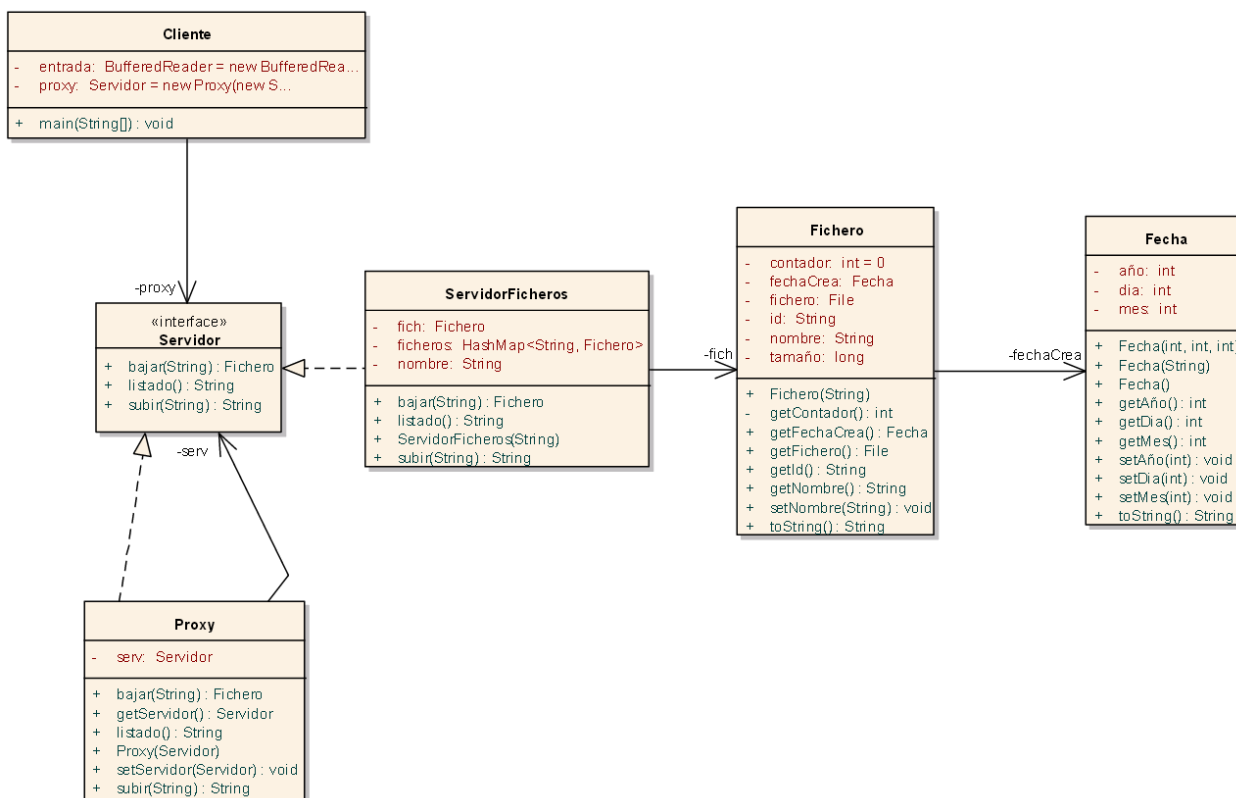 Cliente
- entrada: BufferedReader = new BufferedRea...
- proxy: Servidor = new Proxy(new S...
+ main(String[]) : void
-proxy
«interface»
Servidor
+ bajar(String) : Fichero
+ listado() : String
+ subir(String) : String
-serv
ServidorFicheros
- fich: Fichero
- ficheros: HashMap<String, Fichero>
- nombre: String
+ bajar(String) : Fichero
+ listado() : String
+ ServidorFicheros(String)
+ subir(String) : String
-fich
Fichero
- contador: int = 0
- fechaCrea: Fecha
- fichero: File
- id: String
- nombre: String
- tamaño: long
+ Fichero(String)
- getContador() : int
+ getFechaCrea() : Fecha
+ getFichero() : File
+ getId() : String
+ getNombre() : String
+ setNombre(String) : void
+ toString() : String
-fechaCrea
Fecha
- año: int
- dia: int
- mes: int
+ Fecha(int, int, int)
+ Fecha(String)
+ Fecha()
+ getAño() : int
+ getDia() : int
+ getMes() : int
+ setAño(int) : void
+ setDia(int) : void
+ setMes(int) : void
+ toString() : String
Proxy
- serv: Servidor
+ bajar(String) : Fichero
+ getServidor() : Servidor
+ listado() : String
+ Proxy(Servidor)
+ setServidor(Servidor) : void
+ subir(String) : String